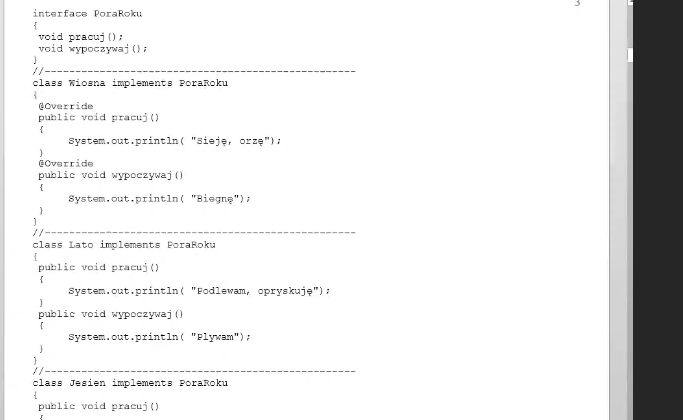 3
interface PoraRoku
{
void pracuj();
void wypoczywaj();
}
//---------------------------------------------------
class Wiosna implements PoraRoku
{
@Override
public void pracuj()
{
System.out.println( "Sieję, orzę");
}
@Override
public void wypoczywaj()
{
System.out.println( "Biegnę");
}
}
//---------------------------------------------------
class Lato implements PoraRoku
{
public void pracuj()
{
System.out.println( "Podlewam, opryskuję");
}
public void wypoczywaj()
{
System.out.println( "Pływam");
}
}
//---------------------------------------------------
class Jesien implements PoraRoku
{
public void pracuj()
{